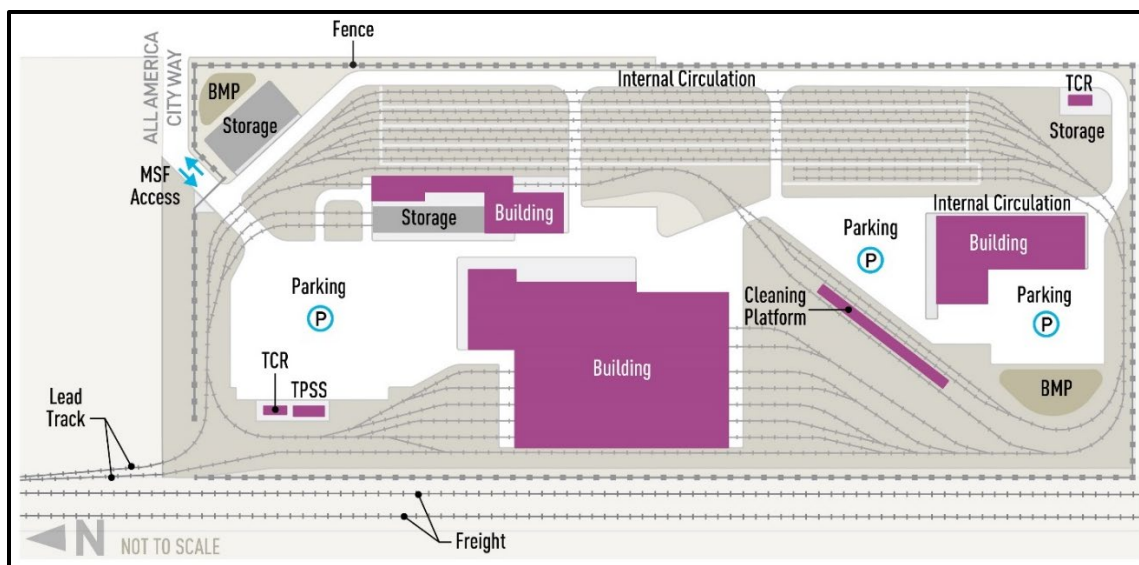 Fence
ALL AMERICA
CITY WAY
BMP
Storage
Internal Circulation
TCR
Storage
MSF
Access
Storage
Building
Internal Circulation
Building
Parking
P
Parking
P
Parking
P
Cleaning
Platform
Building
TCR
TPSS
BMP
Lead
Track
Freight
N
NOT TO SCALE